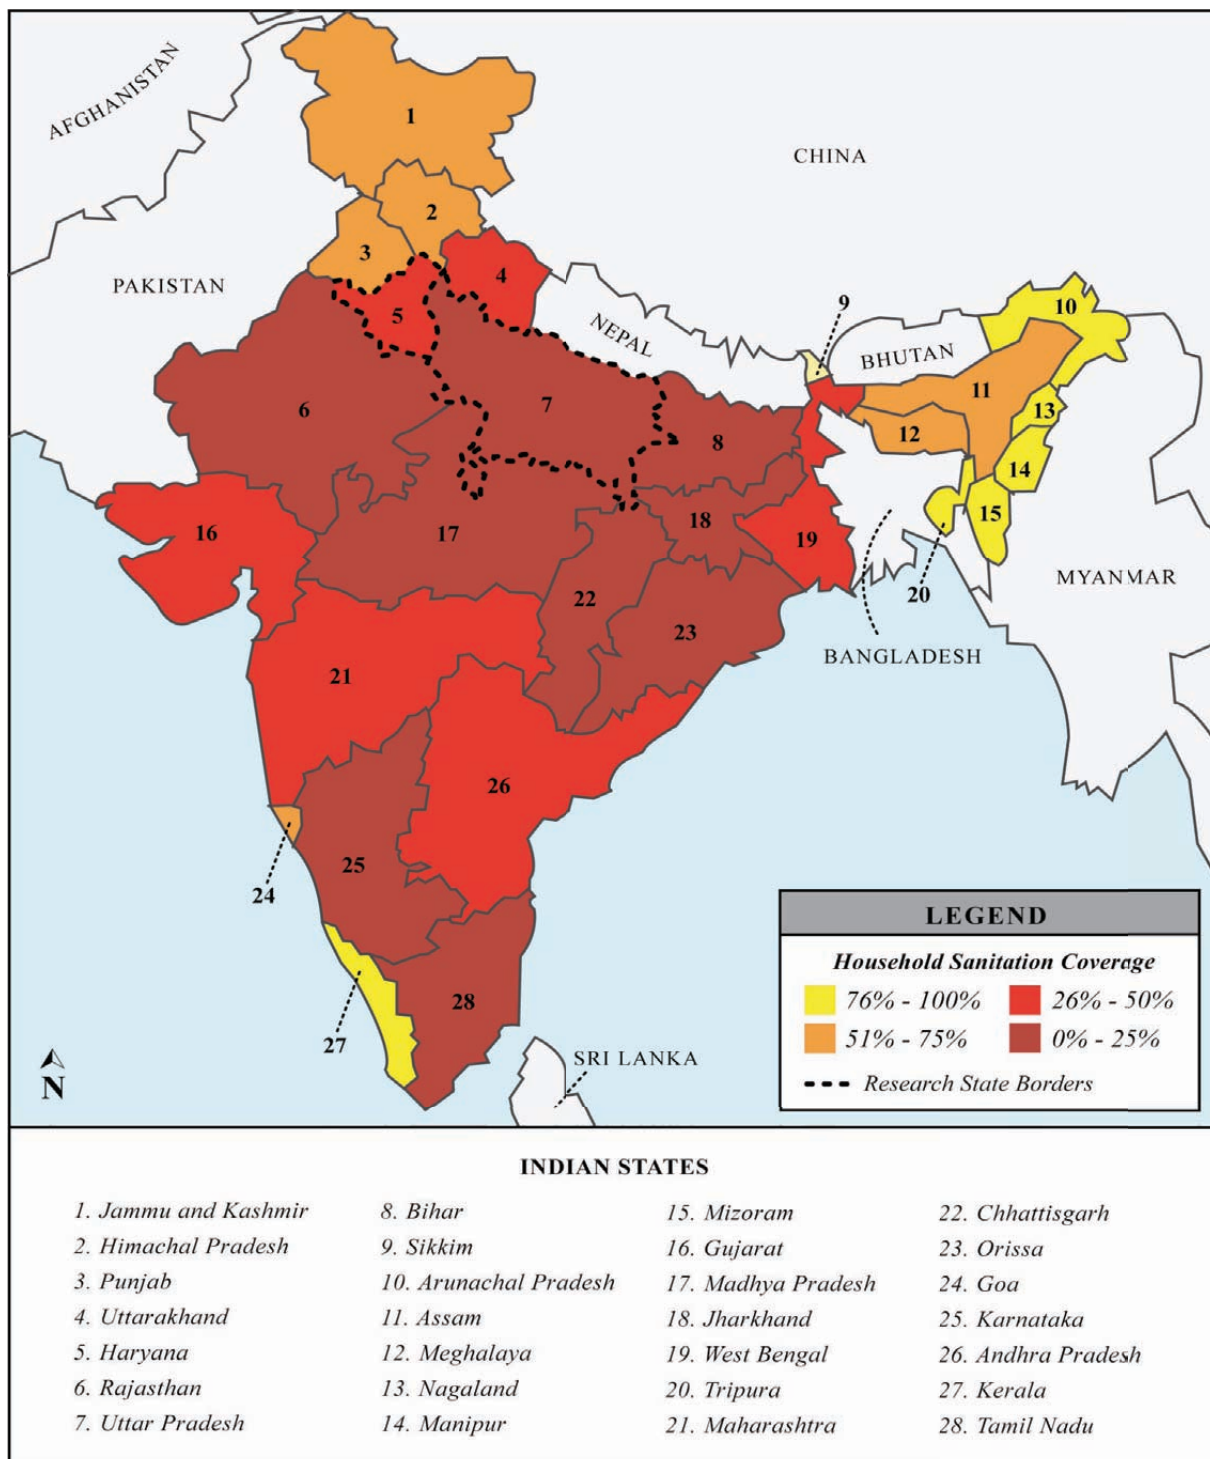 AFGHANISTAN
1
CHINA
2
3
4
PAKISTAN
9
10
5
NEPAL
BHUTAN
11
6
7
13
8
12
14
15
18
16
17
19
MYANMAR
20
22
23
BANGLADESH
21
26
25
24
LEGEND
Household Sanitation Coverage
76% - 100%
26% - 50%
51% - 75%
0% - 25%
Research State Borders
28
27
SRI LANKA
N
INDIAN STATES
1. Jammu and Kashmir
2. Himachal Pradesh
3. Punjab
4. Uttarakhand
5. Haryana
6. Rajasthan
7. Uttar Pradesh
8. Bihar
9. Sikkim
10. Arunachal Pradesh
11. Assam
12. Meghalaya
13. Nagaland
14. Manipur
15. Mizoram
16. Gujarat
17. Madhya Pradesh
18. Jharkhand
19. West Bengal
20. Tripura
21. Maharashtra
22. Chhattisgarh
23. Orissa
24. Goa
25. Karnataka
26. Andhra Pradesh
27. Kerala
28. Tamil Nadu